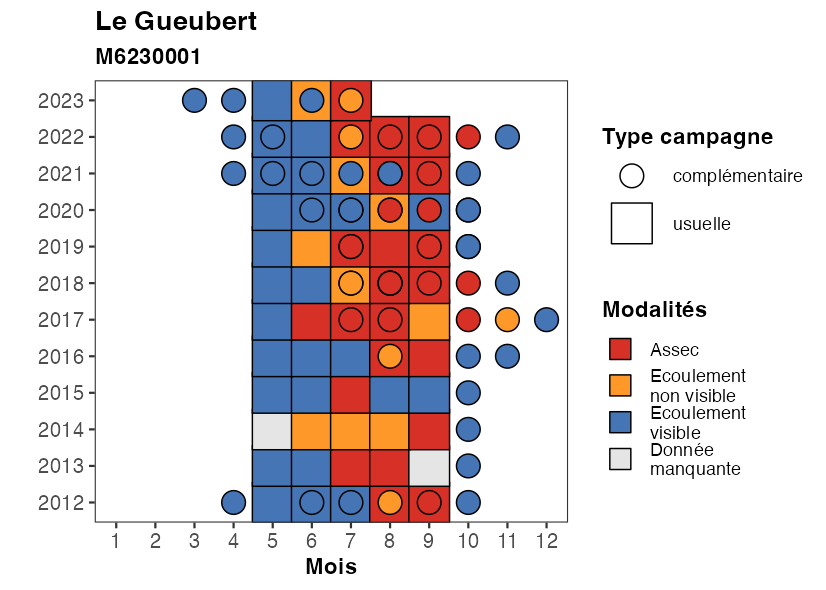 Le Gueubert
M6230001
2023
2022
2021
2020
2019
2018
2017
2016
2015
2014
2013
2012
1 2 3 4 5 6 7 8 9 10 11 12
Mois
Type campagne
complémentaire
usuelle
Modalités
Assec
Ecoulement
non visible
Ecoulement
visible
Donnée
manquante